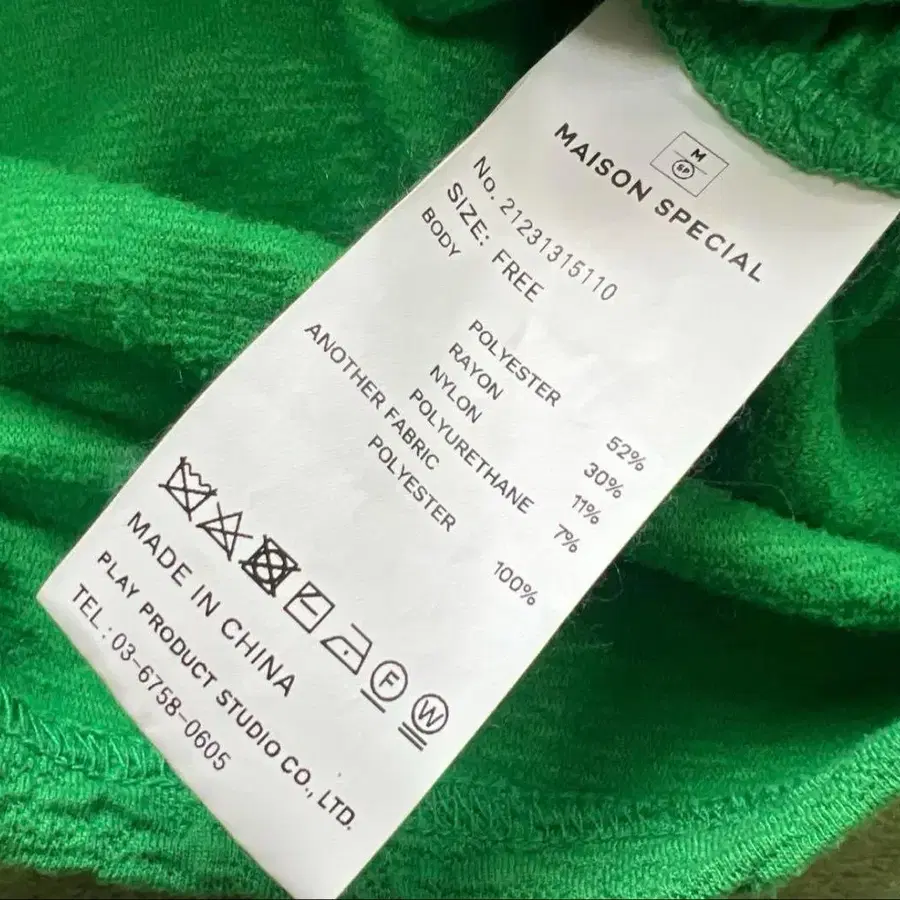 M
SP
MAISON SPECIAL
No. 21231315110
SIZE: FREE
BODY
POLYESTER 52%
RAYON 30%
NYLON 11%
POLYURETHANE 7%
ANOTHER FABRIC
POLYESTER 100%
F
W
MADE IN CHINA
PLAY PRODUCT STUDIO CO., LTD.
TEL : 03-6758-0605